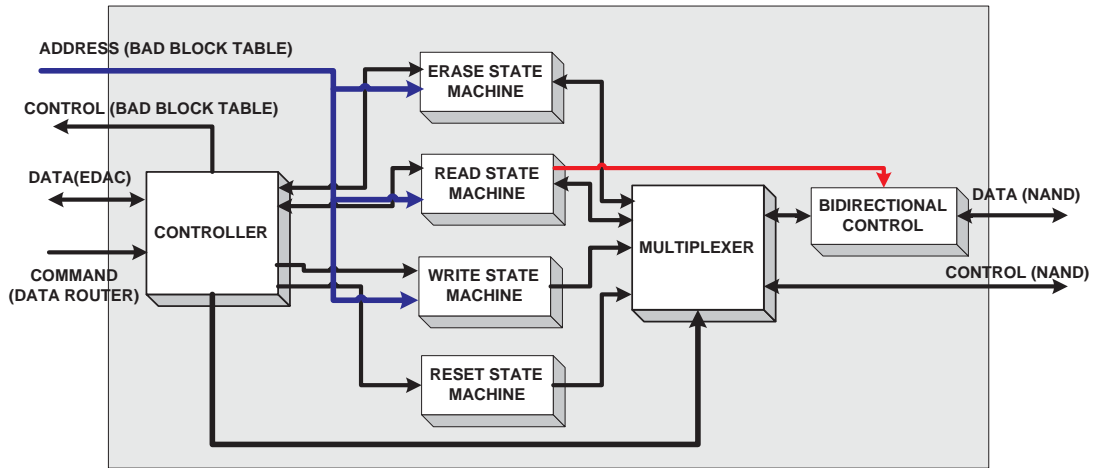 ADDRESS (BAD BLOCK TABLE)
CONTROL (BAD BLOCK TABLE)
DATA(EDAC)
COMMAND
(DATA ROUTER)
CONTROLLER
ERASE STATE
MACHINE
READ STATE
MACHINE
WRITE STATE
MACHINE
RESET STATE
MACHINE
MULTIPLEXER
BIDIRECTIONAL
CONTROL
DATA (NAND)
CONTROL (NAND)